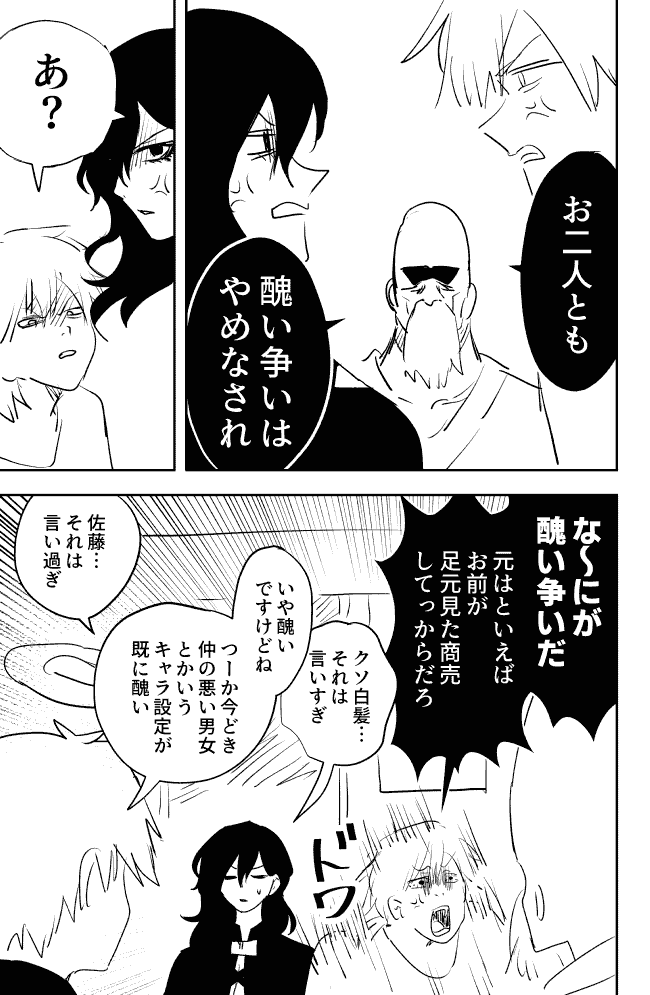 お二人とも
醜い争いは
やめなされ
あ?
な〜にが
醜い争いだ
元はといえば
お前が
足元見た商売
してっからだろ
クソ白髪…
それは
言いすぎ
いや醜い
ですけどね
つーか今どき
仲の悪い男女
とかいう
キャラ設定が
既に醜い
佐藤…
それは
言い過ぎ
ドワ